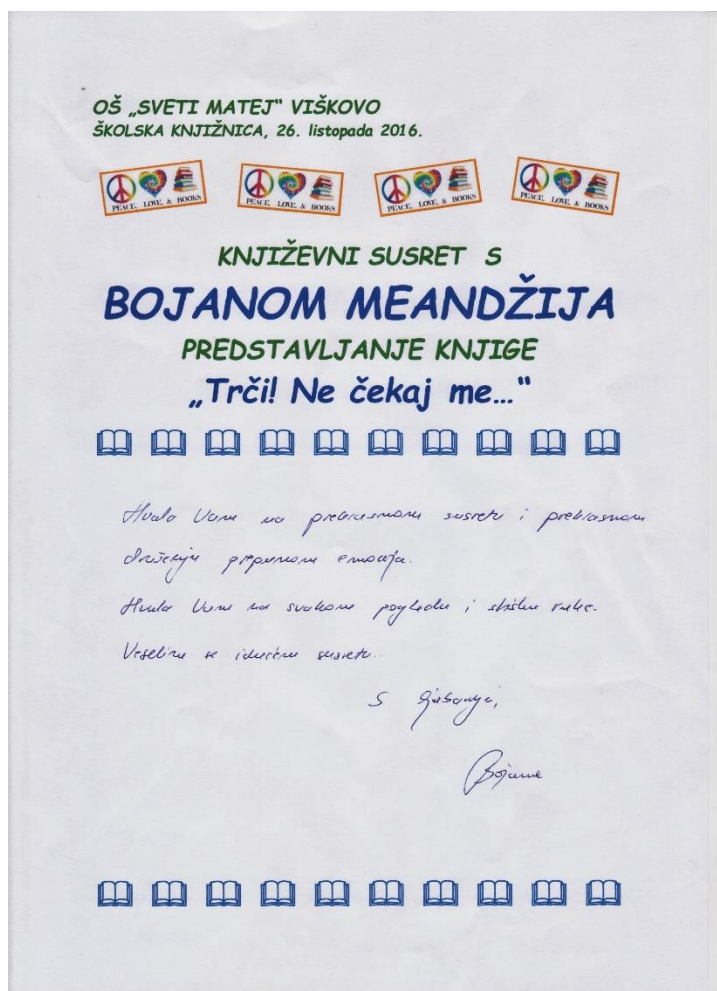 OŠ „SVETI MATEJ“ VIŠKOVO
ŠKOLSKA KNJIŽNICA, 26. listopada 2016.
PEACE, LOVE, & BOOKS
PEACE, LOVE, & BOOKS
PEACE, LOVE, & BOOKS
PEACE, LOVE, & BOOKS
KNJIŽEVNI SUSRET S
BOJANOM MEANDŽIJA
PREDSTAVLJANJE KNJIGE
„Trči! Ne čekaj me...“
Hvala Vam na prekrasnom susretu i prekrasnom
druženju prepunom emocija.
Hvala Vam na svakom pogledu i stisku ruke.
Veselim se idućem susretu.
S ljubavlju,
Bojana